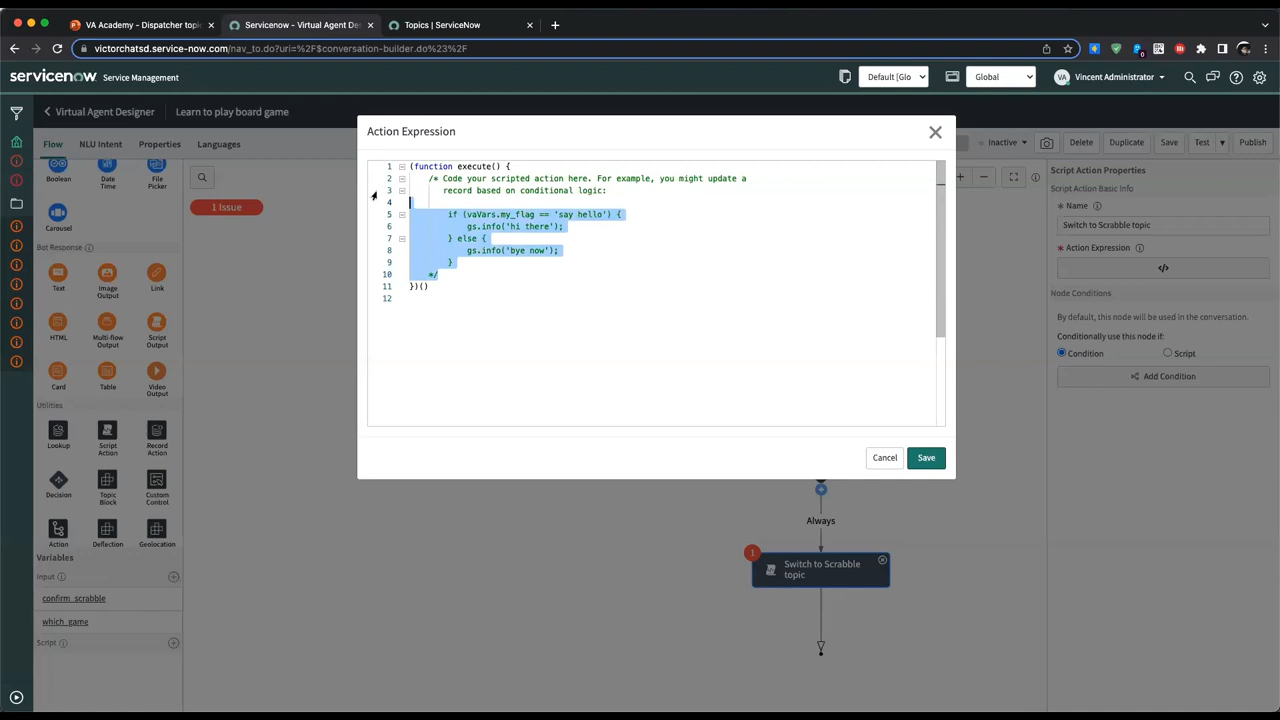 VA Academy - Dispatcher topic
Servicenow - Virtual Agent De
Topics | ServiceNow
victorchatsd.service-now.com/nav_to.do?uri=%2F$conversation-builder.do%23%2F
servicenow Service Management
Default [Glo
Global
VA Vincent Administrator
Virtual Agent Designer
Learn to play board game
Flow
NLU Intent
Properties
Languages
Inactive
Delete
Duplicate
Save
Test
Publish
Boolean
Date Time
File Picker
Carousel
Bot Response
Text
Image Output
Link
HTML
Multi-flow Output
Script Output
Card
Table
Video Output
Utilities
Lookup
Script Action
Record Action
Decision
Topic Block
Custom Control
Action
Deflection
Geolocation
Variables
Input
confirm_scrabble
which_game
Script
1 Issue
Action Expression
1 (function execute() {
2 /* Code your scripted action here. For example, you might update a
3 record based on conditional logic:
4
5 if (vaVars.my_flag == 'say hello') {
6 gs.info('hi there');
7 } else {
8 gs.info('bye now');
9 }
10 */
11 })()
12
Cancel
Save
Always
1
Switch to Scrabble
topic
Script Action Properties
Script Action Basic Info
* Name
Switch to Scrabble topic
* Action Expression
</>
Node Conditions
By default, this node will be used in the conversation.
Conditionally use this node if:
Condition
Script
Add Condition